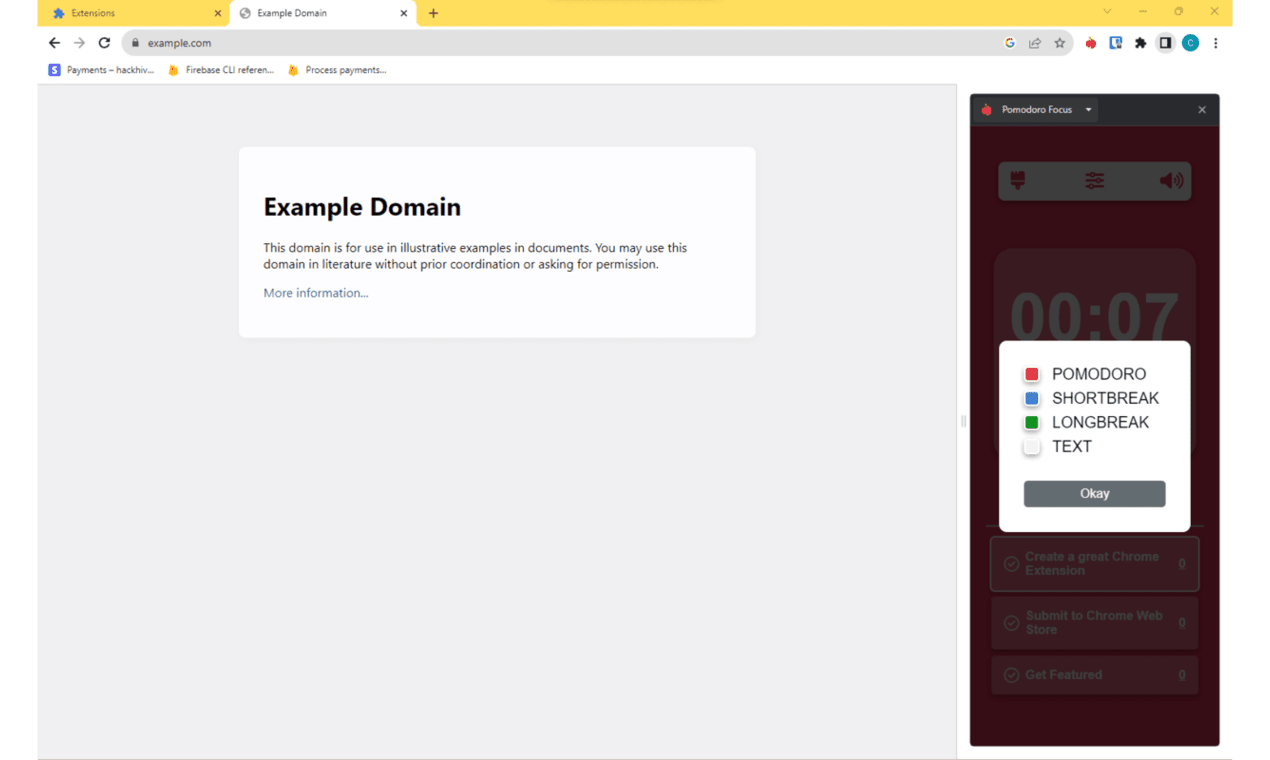 Extensions
Example Domain
example.com
Payments – hackhiv...
Firebase CLI referen...
Process payments...
Example Domain
This domain is for use in illustrative examples in documents. You may use this
domain in literature without prior coordination or asking for permission.
More information...
Pomodoro Focus
00:07
POMODORO
SHORTBREAK
LONGBREAK
TEXT
Okay
Create a great Chrome
Extension
0
Submit to Chrome Web
Store
0
Get Featured
0